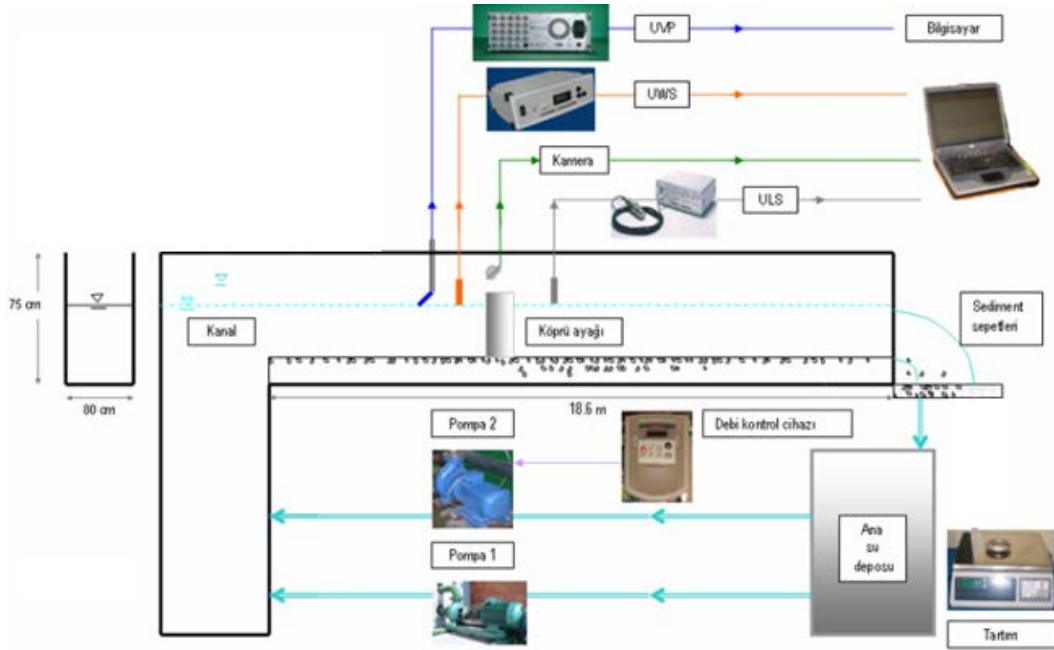 UVP
Bilgisayar
UWS
Kamera
ULS
75 cm
Kanal
Köprü ayağı
Sediment
sepetleri
80 cm
18.6 m
Pompa 2
Debi kontrol cihazı
Pompa 1
Ana
su
deposu
Tartım